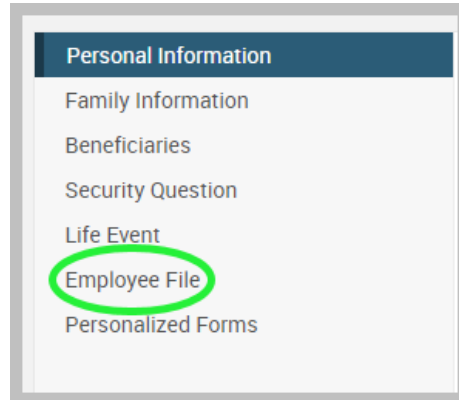 Personal Information
Family Information
Beneficiaries
Security Question
Life Event
Employee File
Personalized Forms